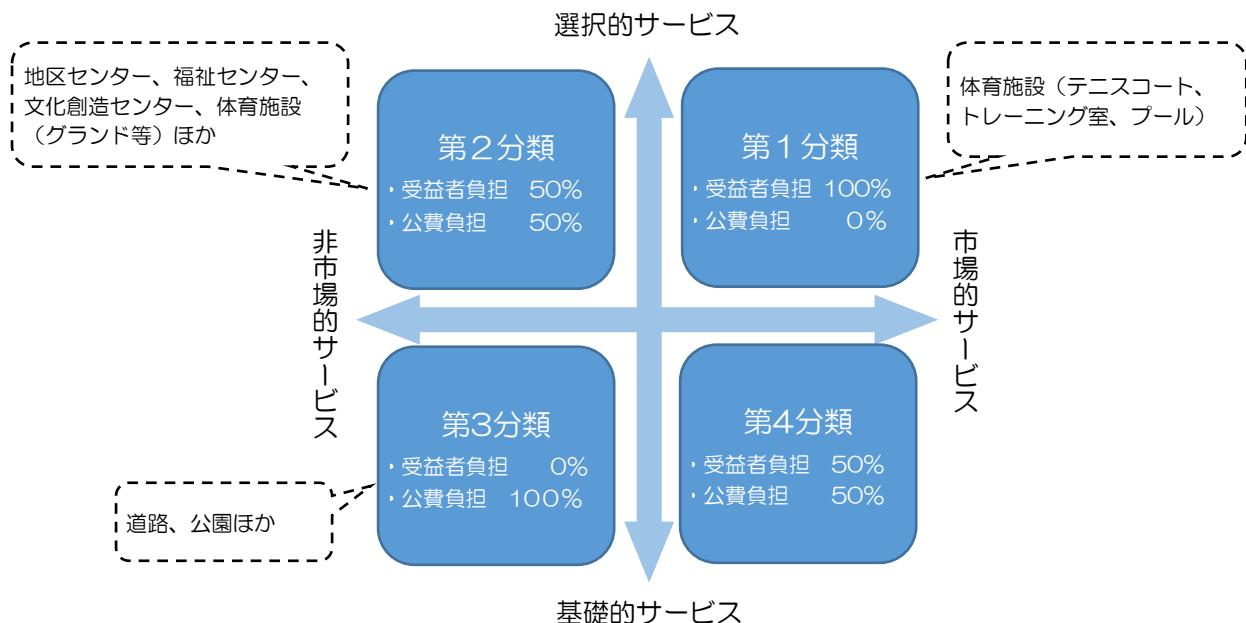 選択的サービス
地区センター、福祉センター、
文化創造センター、体育施設
（グランド等）ほか
体育施設（テニスコート、
トレーニング室、プール）
第２分類
・受益者負担　50%
・公費負担　　50%
第１分類
・受益者負担 100%
・公費負担　　０%
非市場的サービス
市場的サービス
第3分類
・受益者負担　　0%
・公費負担　100%
第4分類
・受益者負担　50%
・公費負担　　50%
道路、公園ほか
基礎的サービス